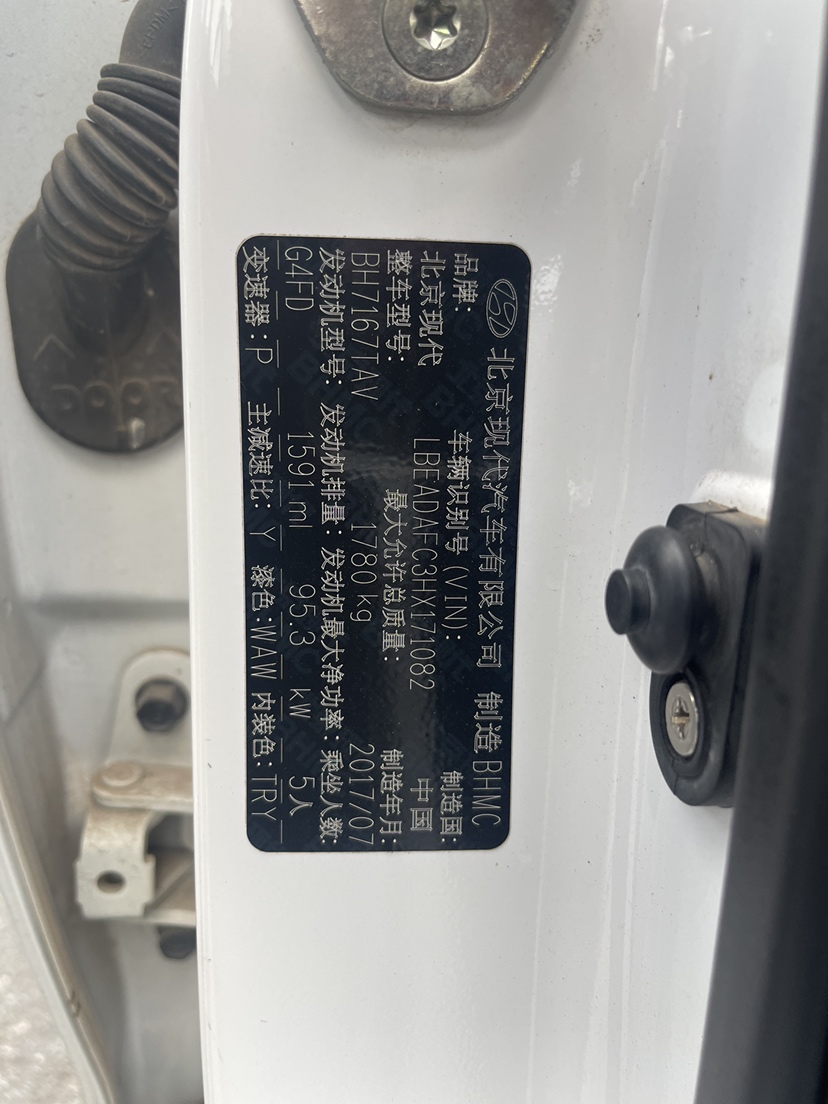 北京现代汽车有限公司 制造 BHMC
品牌: 车辆识别号(VIN): 制造国:
北京现代 LBEADAFC3HX171082 中国
整车型号: 最大允许总质量: 制造年月:
BH7167TAV 1780 kg 2017/07
发动机型号: 发动机排量: 发动机最大净功率: 乘坐人数:
G4FD 1591 ml 95.3 kW 5人
变速器: P 主减速比: Y 漆色: WAW 内装色: TRY